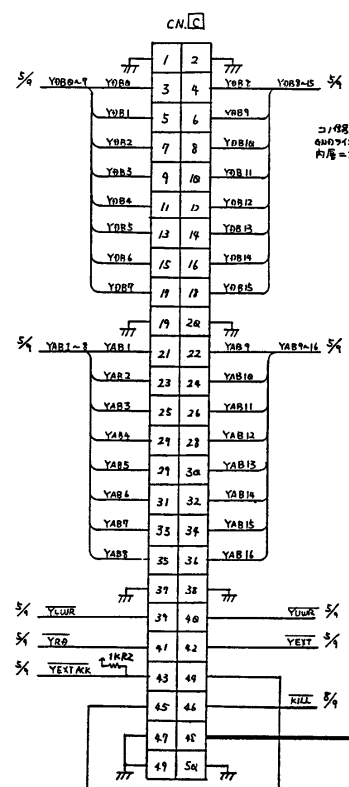 CN. C
1 2
5/9 YDB0~7 YDB0 3 4 YDB8 YDB8~15 5/9
YDB1 5 6 YDB9
YDB2 7 8 YDB10
YDB3 9 10 YDB11
YDB4 11 12 YDB12
YDB5 13 14 YDB13
YDB6 15 16 YDB14
YDB7 17 18 YDB15
19 20
5/9 YAB1~8 YAB1 21 22 YAB9 YAB9~16 5/9
YAB2 23 24 YAB10
YAB3 25 26 YAB11
YAB4 27 28 YAB12
YAB5 29 30 YAB13
YAB6 31 32 YAB14
YAB7 33 34 YAB15
YAB8 35 36 YAB16
37 38
5/9 YLWR 39 40 YUWR 5/9
5/9 YRD 41 42 YEXT 5/9
1KR2
5/9 YEXTACK 43 44
45 46 KILL 8/9
47 48
49 50